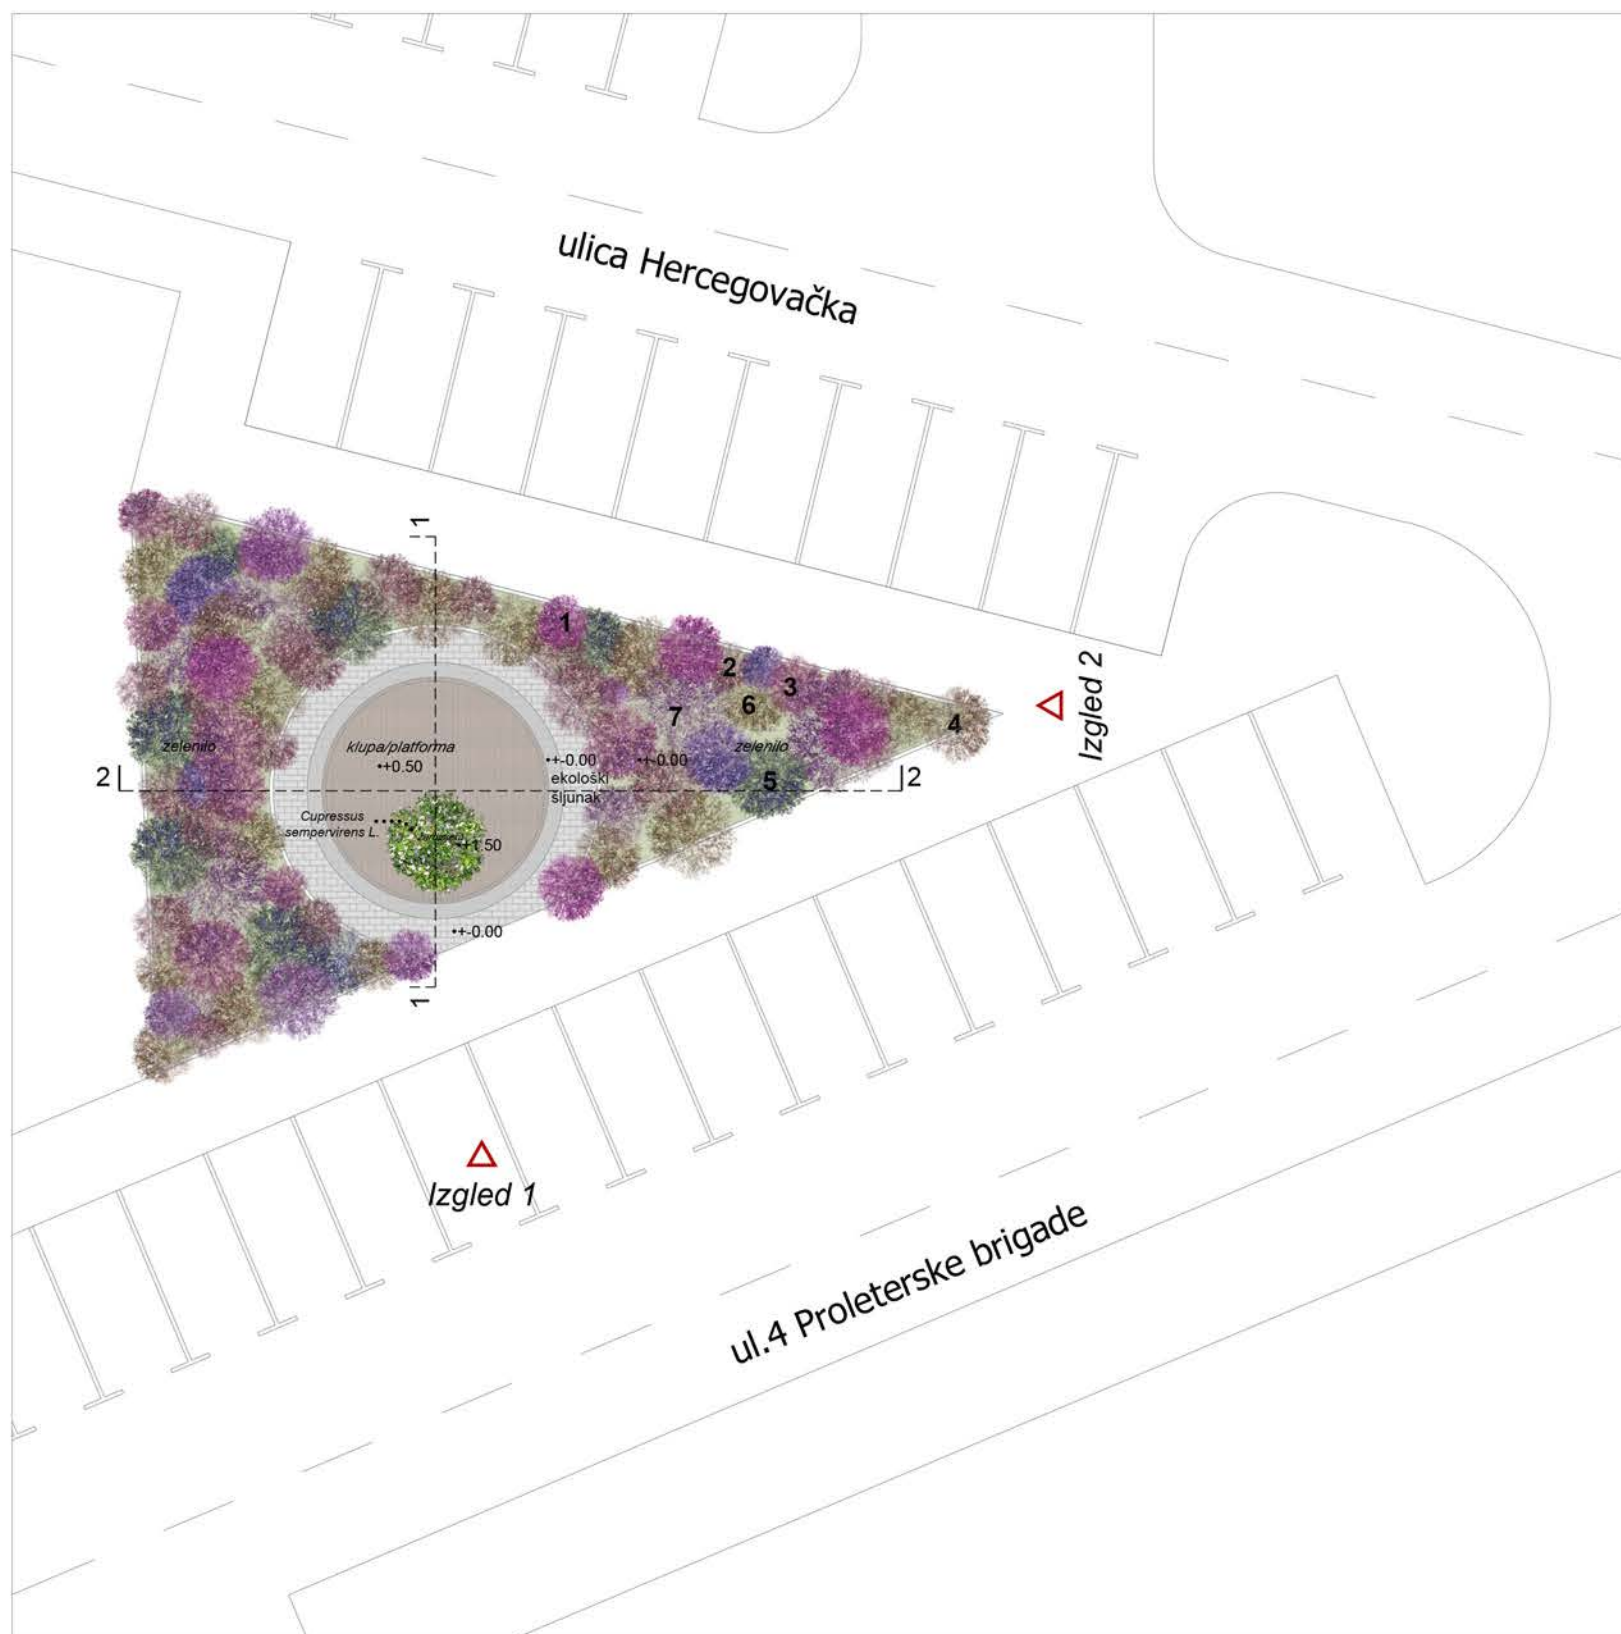 ulica Hercegovačka
1
1
2
3
6
7
4
Izgled 2
zelenilo
klupa/platforma
•+0.50
•+-0.00
•+-0.00
zelenilo
ekološki
šljunak
5
2
2
Cupressus
sempervirens L.
•+1.50
•+-0.00
1
Izgled 1
ul.4 Proleterske brigade